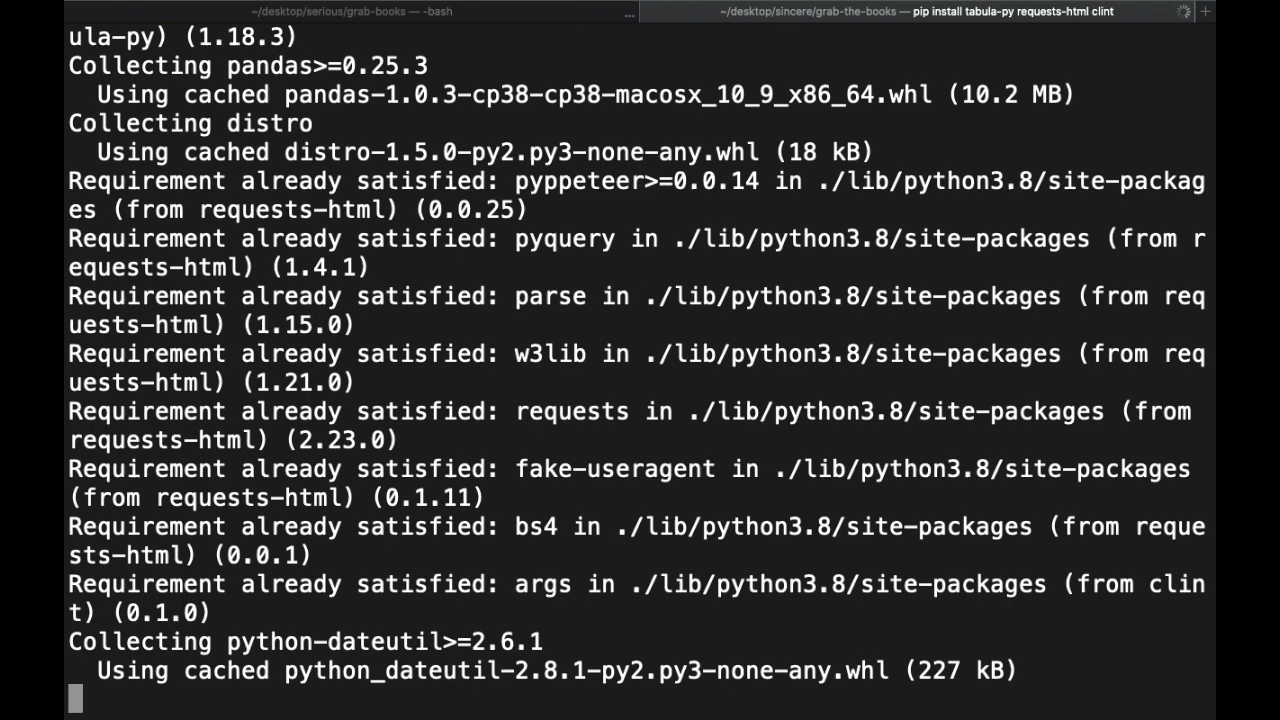 ~/desktop/serious/grab-books — -bash
... ~/desktop/sincere/grab-the-books — pip install tabula-py requests-html clint +
ula-py) (1.18.3)
Collecting pandas>=0.25.3
  Using cached pandas-1.0.3-cp38-cp38-macosx_10_9_x86_64.whl (10.2 MB)
Collecting distro
  Using cached distro-1.5.0-py2.py3-none-any.whl (18 kB)
Requirement already satisfied: pyppeteer>=0.0.14 in ./lib/python3.8/site-packag
es (from requests-html) (0.0.25)
Requirement already satisfied: pyquery in ./lib/python3.8/site-packages (from r
equests-html) (1.4.1)
Requirement already satisfied: parse in ./lib/python3.8/site-packages (from req
uests-html) (1.15.0)
Requirement already satisfied: w3lib in ./lib/python3.8/site-packages (from req
uests-html) (1.21.0)
Requirement already satisfied: requests in ./lib/python3.8/site-packages (from
requests-html) (2.23.0)
Requirement already satisfied: fake-useragent in ./lib/python3.8/site-packages
(from requests-html) (0.1.11)
Requirement already satisfied: bs4 in ./lib/python3.8/site-packages (from reque
sts-html) (0.0.1)
Requirement already satisfied: args in ./lib/python3.8/site-packages (from clin
t) (0.1.0)
Collecting python-dateutil>=2.6.1
  Using cached python_dateutil-2.8.1-py2.py3-none-any.whl (227 kB)